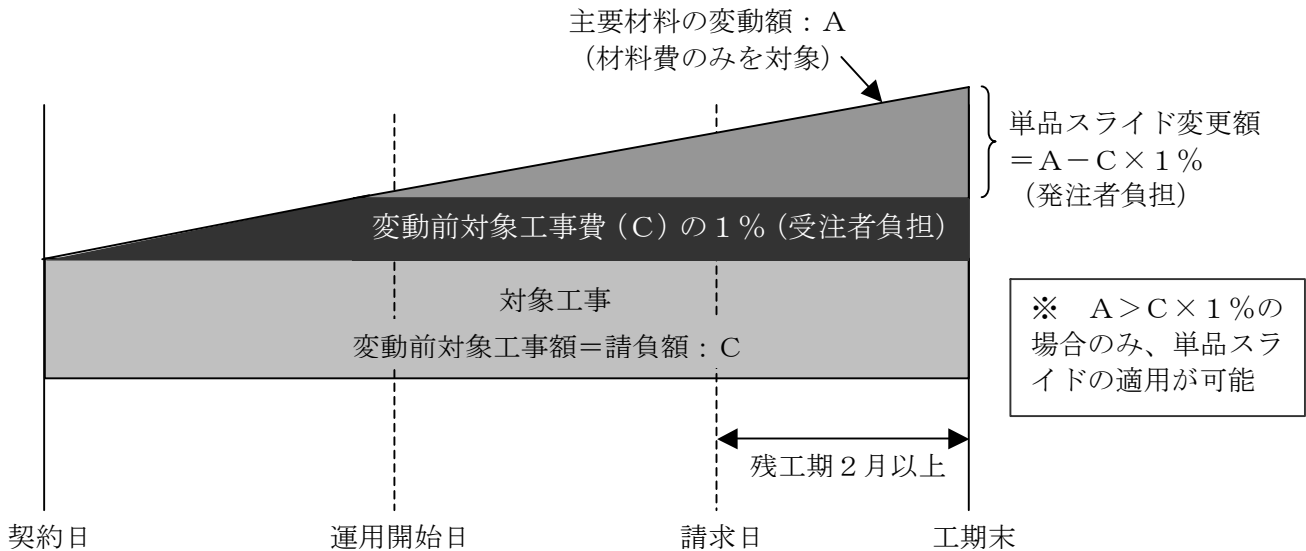 主要材料の変動額：Ａ
（材料費のみを対象）
単品スライド変更額
＝Ａ－Ｃ×１％
（発注者負担）
変動前対象工事費（Ｃ）の１％（受注者負担）
対象工事
変動前対象工事額＝請負額：Ｃ
※　Ａ＞Ｃ×１％の
場合のみ、単品スラ
イドの適用が可能
残工期２月以上
契約日
運用開始日
請求日
工期末